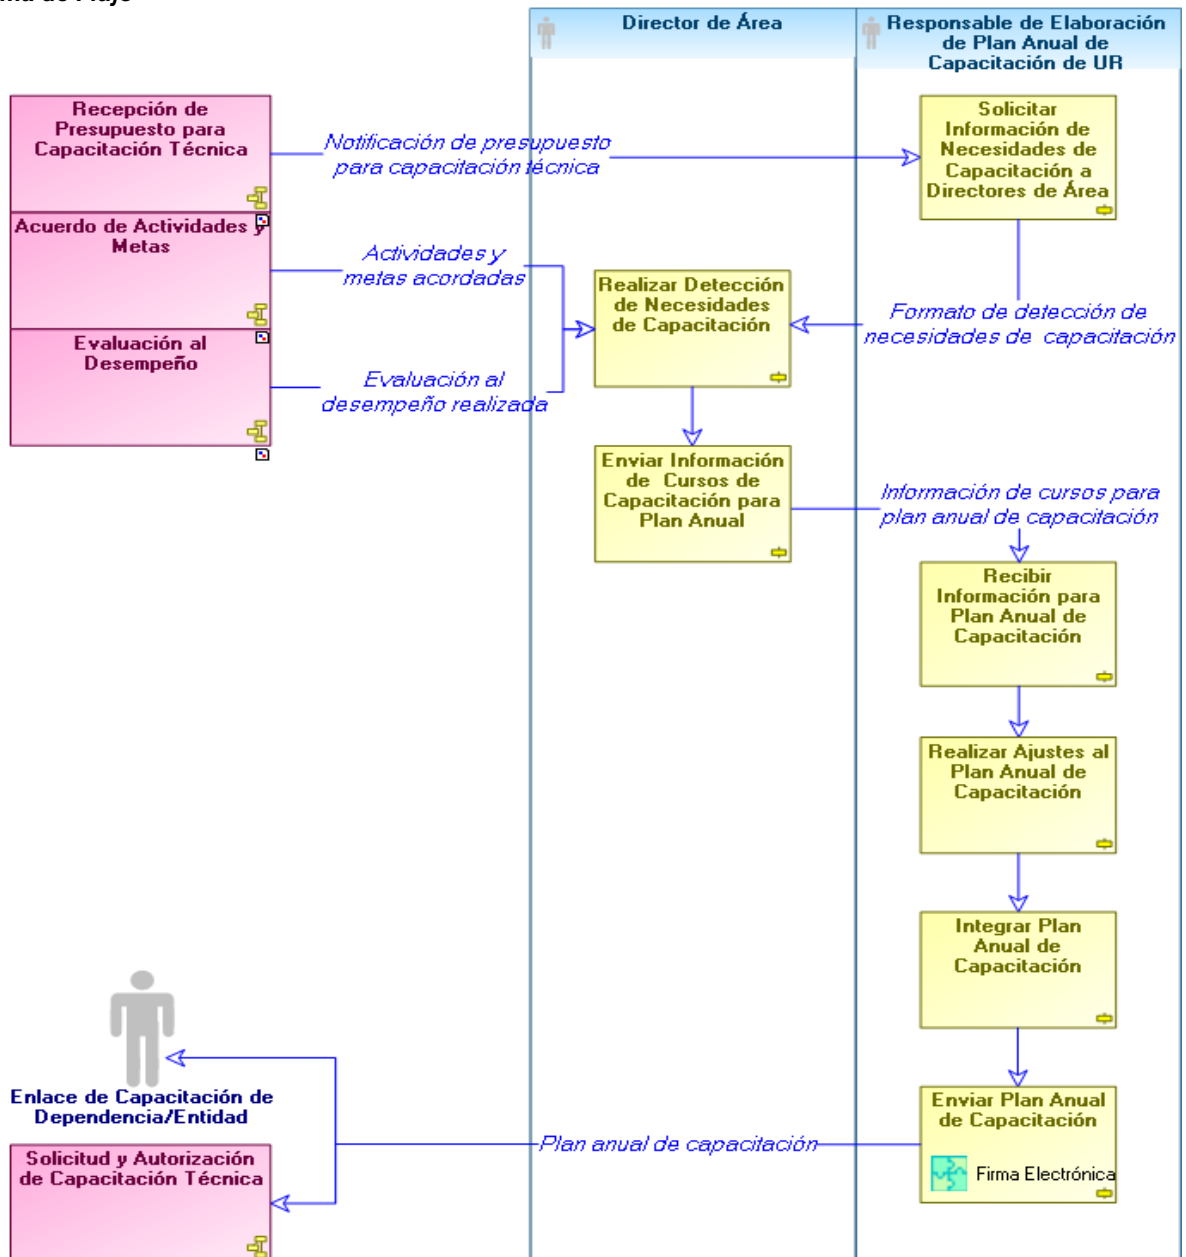 Director de Área
Responsable de Elaboración
de Plan Anual de
Capacitación de UR
Recepción de
Presupuesto para
Capacitación Técnica
Notificación de presupuesto
para capacitación técnica
Solicitar
Información de
Necesidades de
Capacitación a
Directores de Área
Acuerdo de Actividades y
Metas
Actividades y
metas acordadas
Realizar Detección
de Necesidades
de Capacitación
Formato de detección de
necesidades de capacitación
Evaluación al
Desempeño
Evaluación al
desempeño realizada
Enviar Información
de Cursos de
Capacitación para
Plan Anual
Información de cursos para
plan anual de capacitación
Recibir
Información para
Plan Anual de
Capacitación
Realizar Ajustes al
Plan Anual de
Capacitación
Integrar Plan
Anual de
Capacitación
Enlace de Capacitación de
Dependencia/Entidad
Enviar Plan Anual
de Capacitación
Firma Electrónica
Plan anual de capacitación
Solicitud y Autorización
de Capacitación Técnica